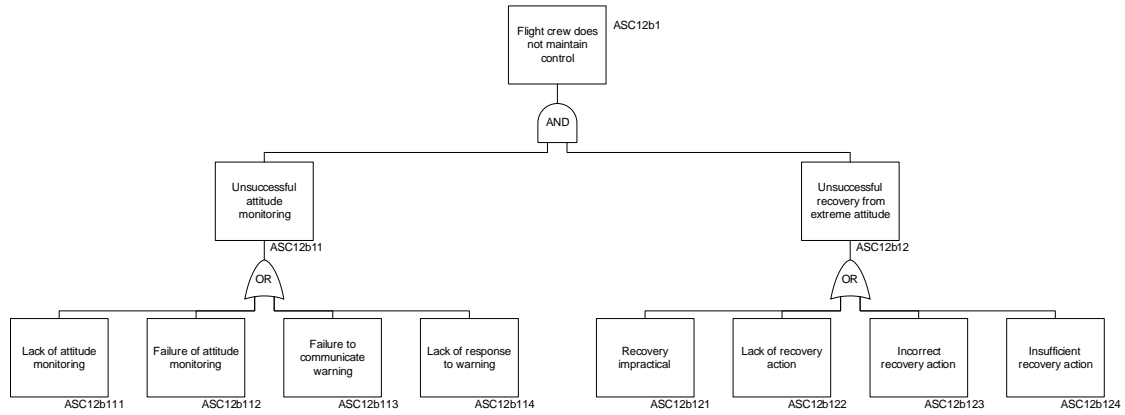 Flight crew does
not maintain
control
ASC12b1
AND
Unsuccessful
attitude
monitoring
ASC12b11
Unsuccessful
recovery from
extreme attitude
ASC12b12
OR
OR
Lack of attitude
monitoring
ASC12b111
Failure of attitude
monitoring
ASC12b112
Failure to
communicate
warning
ASC12b113
Lack of response
to warning
ASC12b114
Recovery
impractical
ASC12b121
Lack of recovery
action
ASC12b122
Incorrect
recovery action
ASC12b123
Insufficient
recovery action
ASC12b124